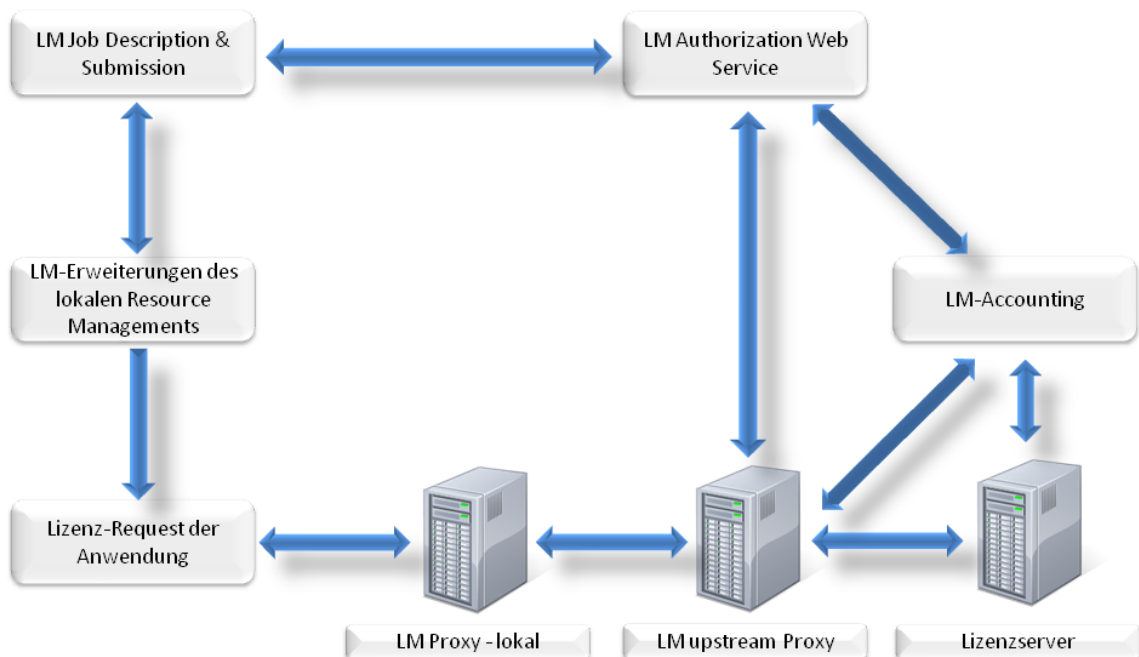 LM Job Description &
Submission
LM Authorization Web
Service
LM-Erweiterungen des
lokalen Resource
Managements
LM-Accounting
Lizenz-Request der
Anwendung
LM Proxy - lokal
LM upstream Proxy
Lizenzserver